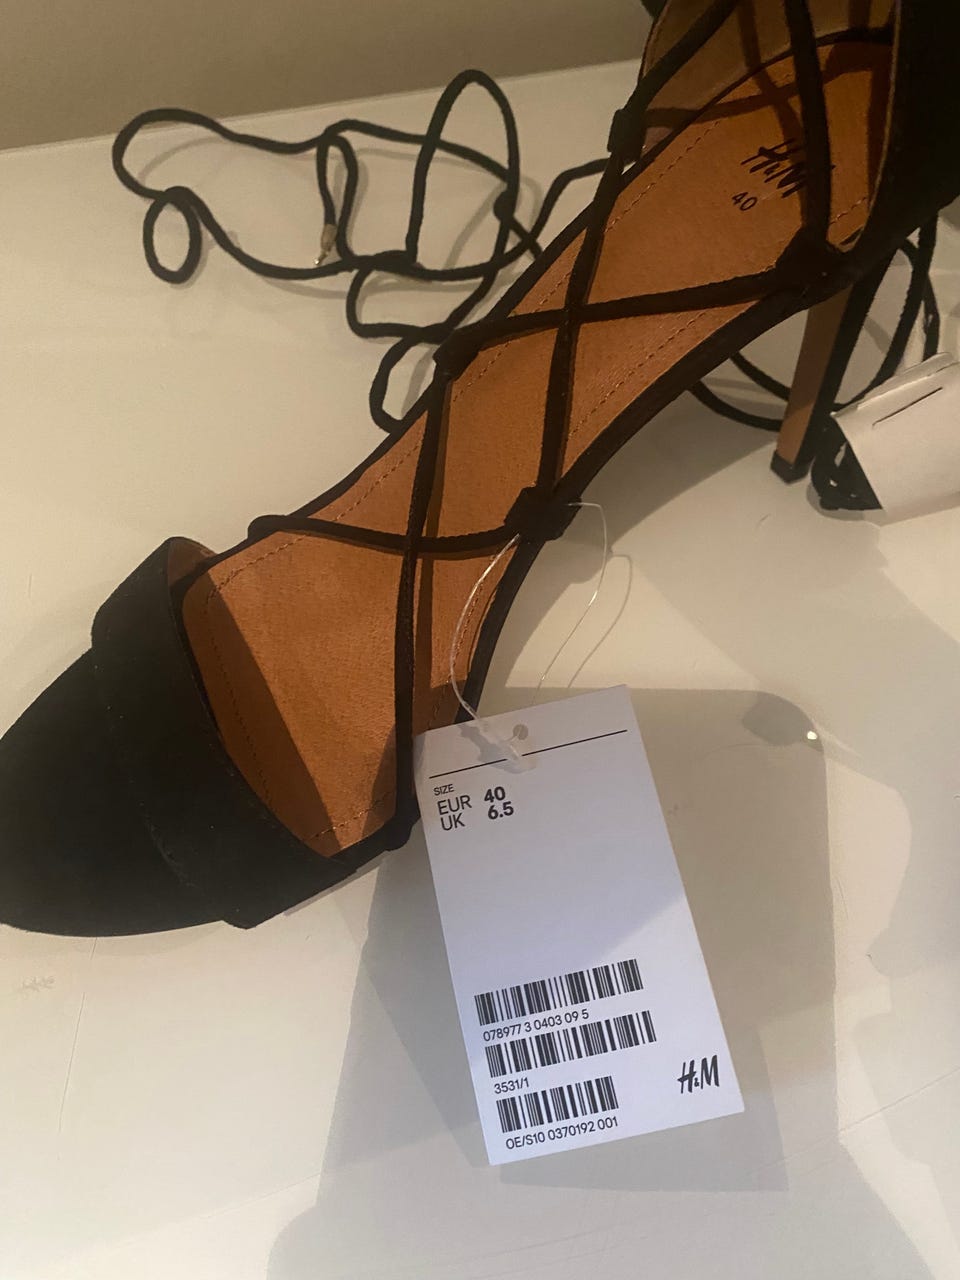 H&M
40
SIZE
EUR 40
UK 6.5
078977 3 0403 09 5
3531/1
OE/S10 0370192 001
H&M